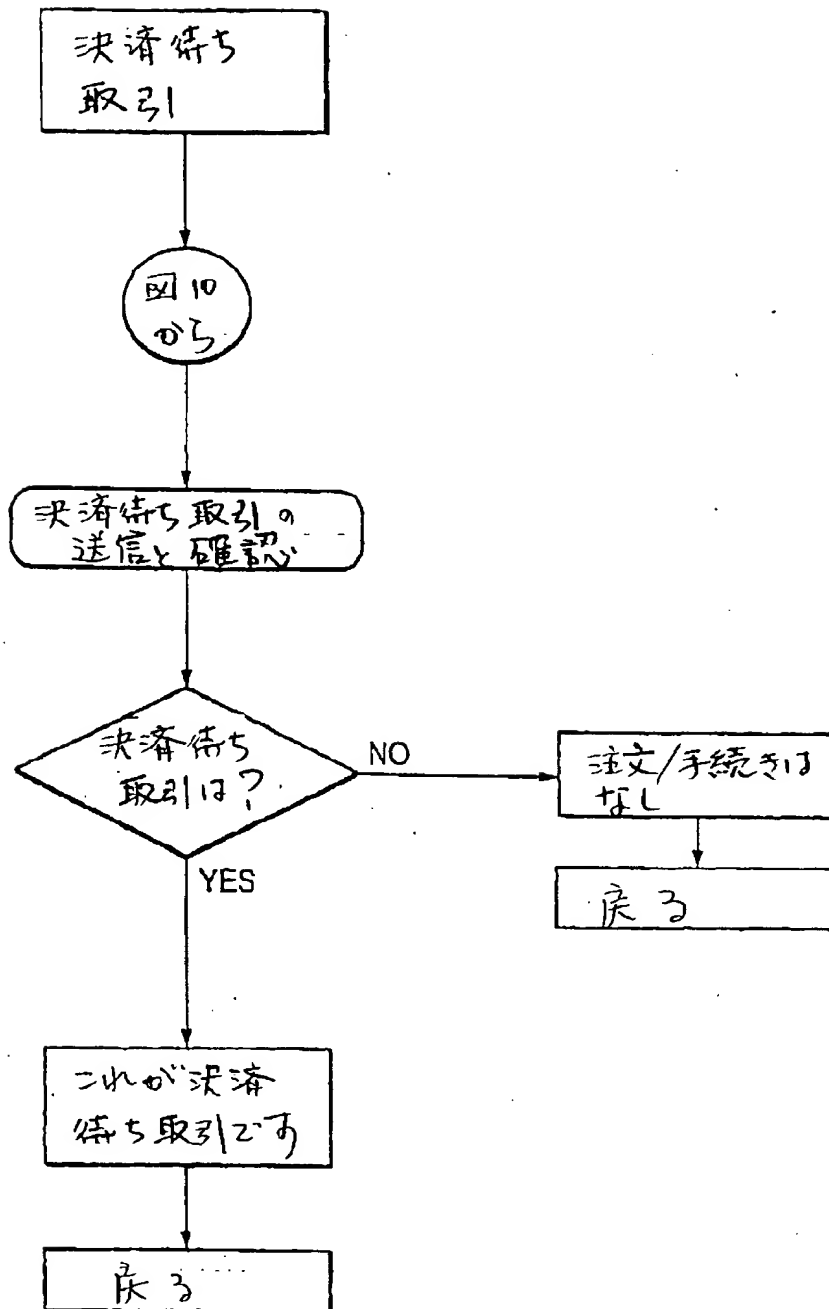 決済待ち
取引
図10
から
決済待ち取引の
送信と確認
決済待ち
取引は?
NO
注文/手続きは
なし
戻る
YES
これが決済
待ち取引です
戻る